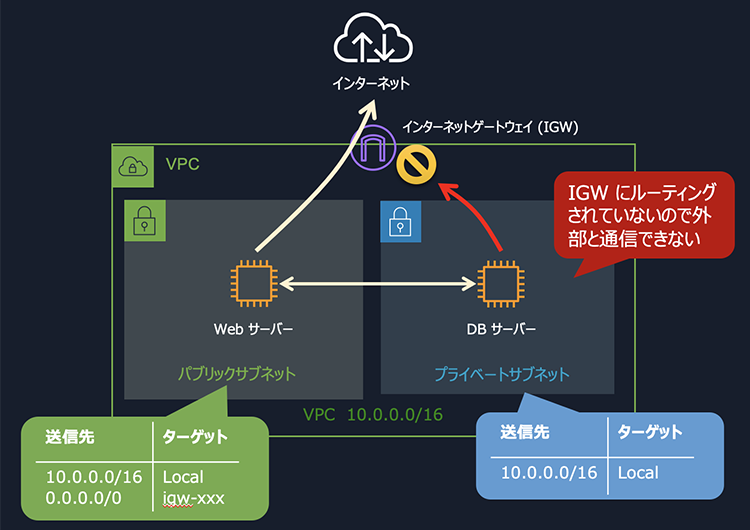 インターネット
インターネットゲートウェイ (IGW)
VPC
IGW にルーティング
されていないので外
部と通信できない
Web サーバー
DB サーバー
パブリックサブネット
プライベートサブネット
VPC 10.0.0.0/16
送信先 ターゲット
10.0.0.0/16 Local
0.0.0.0/0 igw-xxx
送信先 ターゲット
10.0.0.0/16 Local